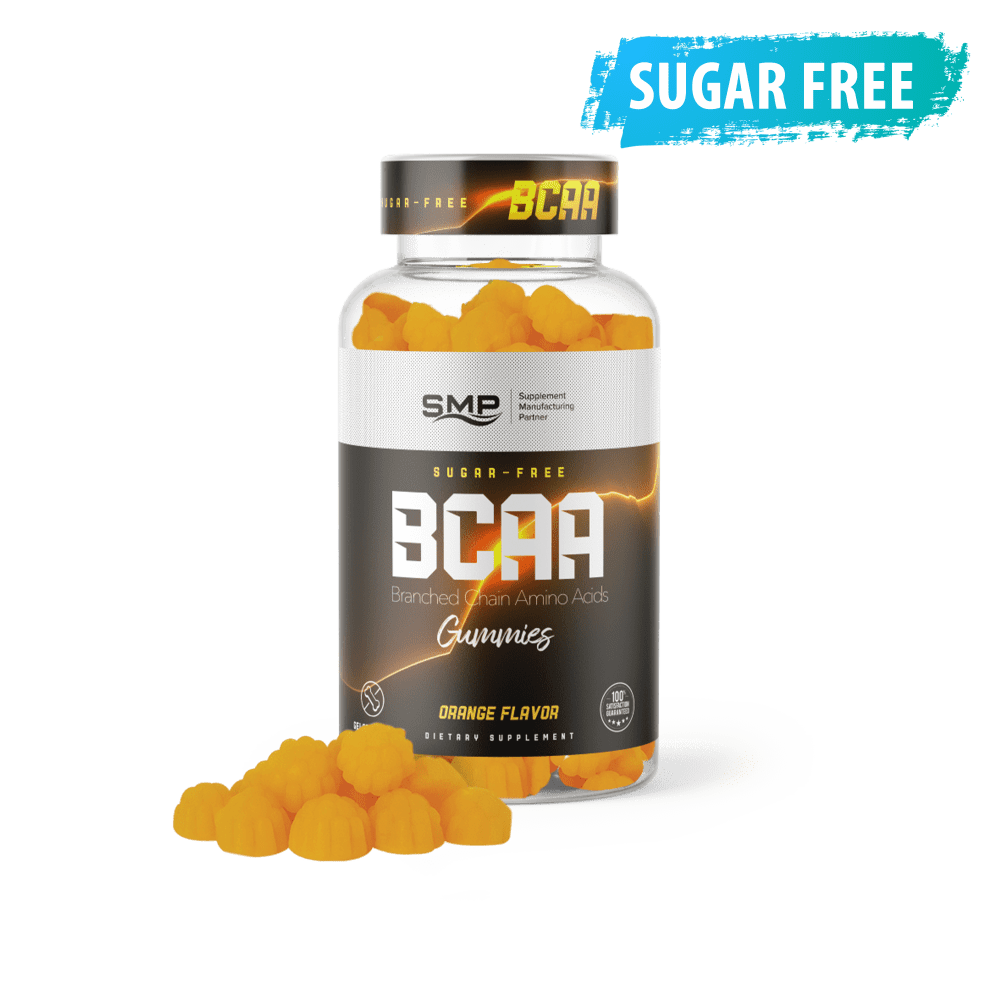 SUGAR FREE
SUGAR-FREE BCAA
SMP
Supplement
Manufacturing
Partner
SUGAR-FREE
BCAA
Branched Chain Amino Acids
Gummies
100%
SATISFACTION
GUARANTEED
ORANGE FLAVOR
DIETARY SUPPLEMENT